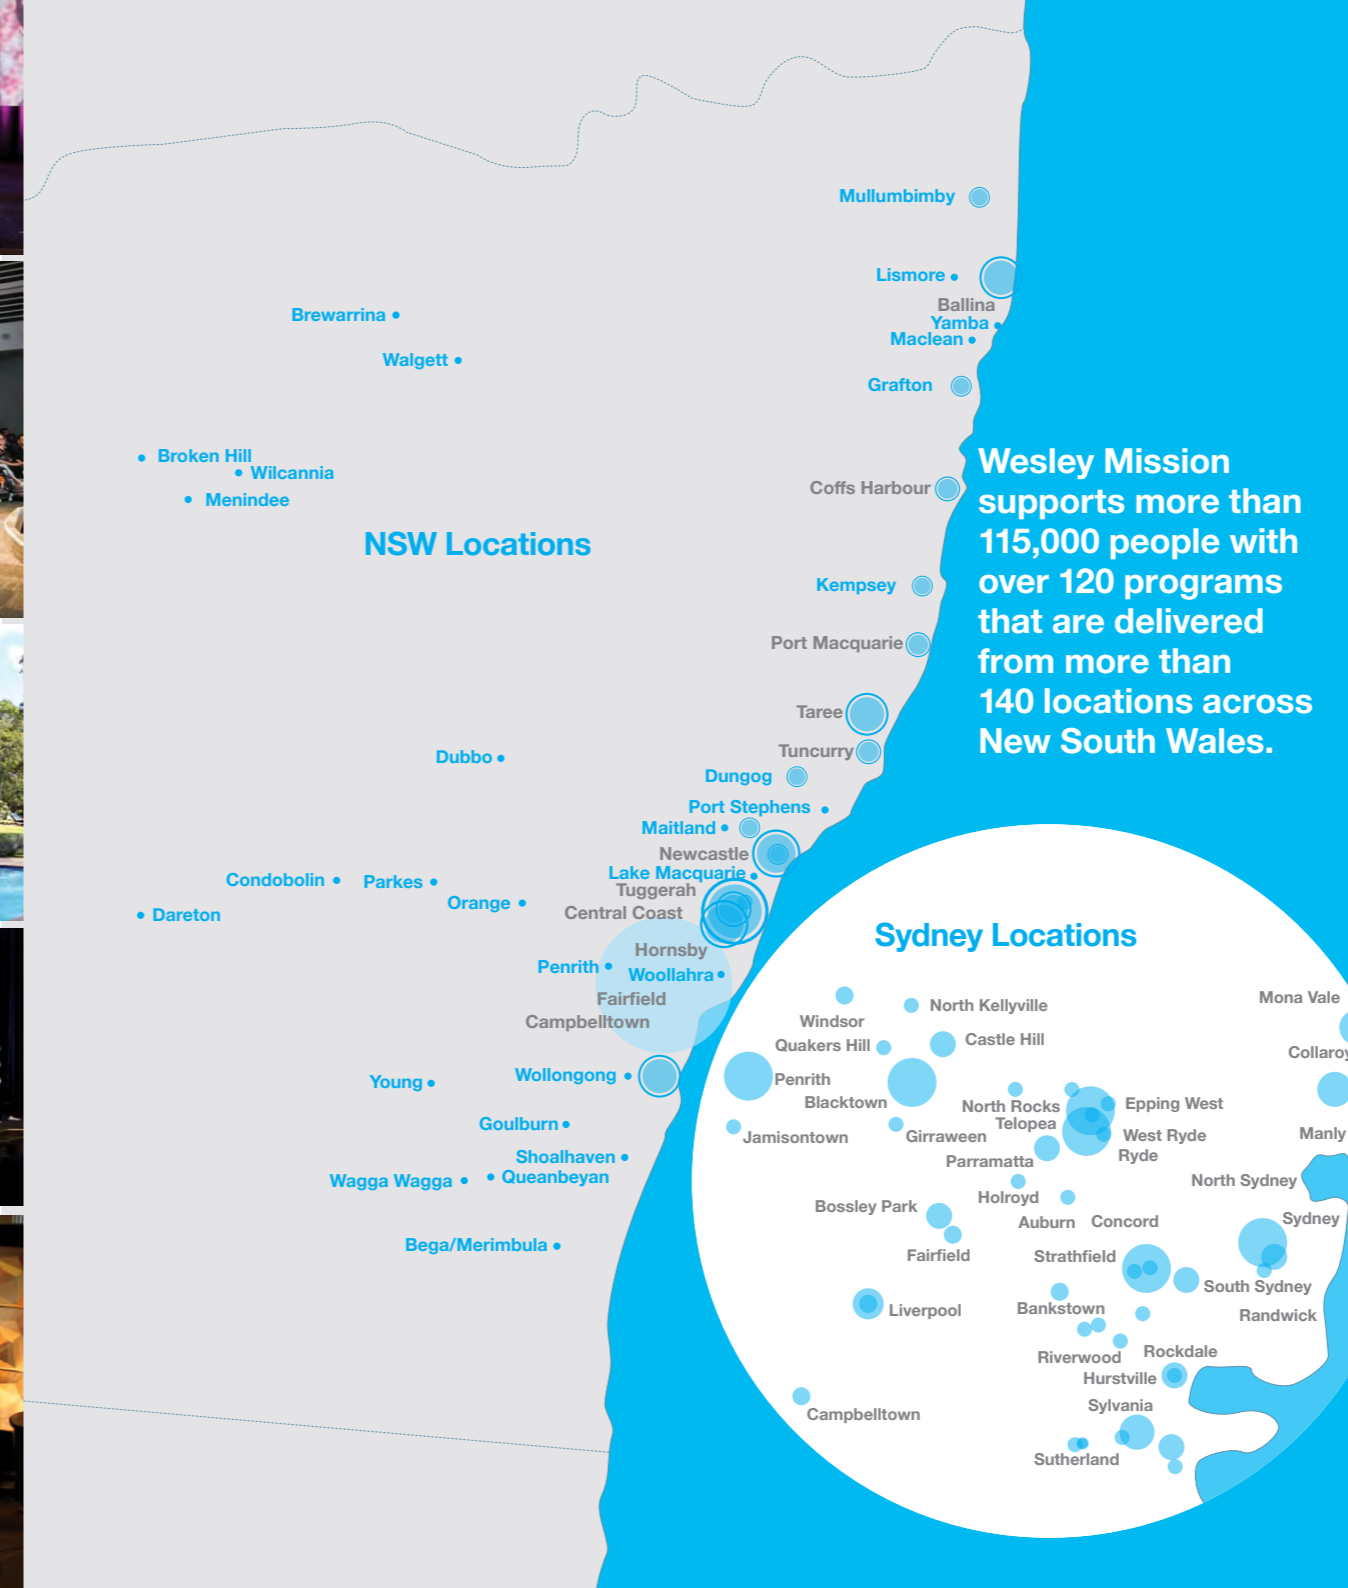 Mullumbimby
Lismore
Ballina
Yamba
Maclean
Grafton
Brewarrina
Walgett
Broken Hill
Wilcannia
Menindee
NSW Locations
Coffs Harbour
Kempsey
Port Macquarie
Taree
Tuncurry
Dungog
Port Stephens
Maitland
Newcastle
Lake Macquarie
Tuggerah
Central Coast
Hornsby
Dubbo
Condobolin
Parkes
Orange
Dareton
Penrith
Woollahra
Fairfield
Campbelltown
Wollongong
Young
Goulburn
Shoalhaven
Queanbeyan
Wagga Wagga
Bega/Merimbula
Wesley Mission
supports more than
115,000 people with
over 120 programs
that are delivered
from more than
140 locations across
New South Wales.
Sydney Locations
Mona Vale
North Kellyville
Windsor
Castle Hill
Quakers Hill
Collaroy
Penrith
Blacktown
North Rocks
Epping West
Telopea
Jamisontown
Girraween
West Ryde
Manly
Ryde
Parramatta
North Sydney
Holroyd
Bossley Park
Auburn
Concord
Sydney
Fairfield
Strathfield
South Sydney
Liverpool
Bankstown
Randwick
Riverwood
Rockdale
Hurstville
Sylvania
Campbelltown
Sutherland